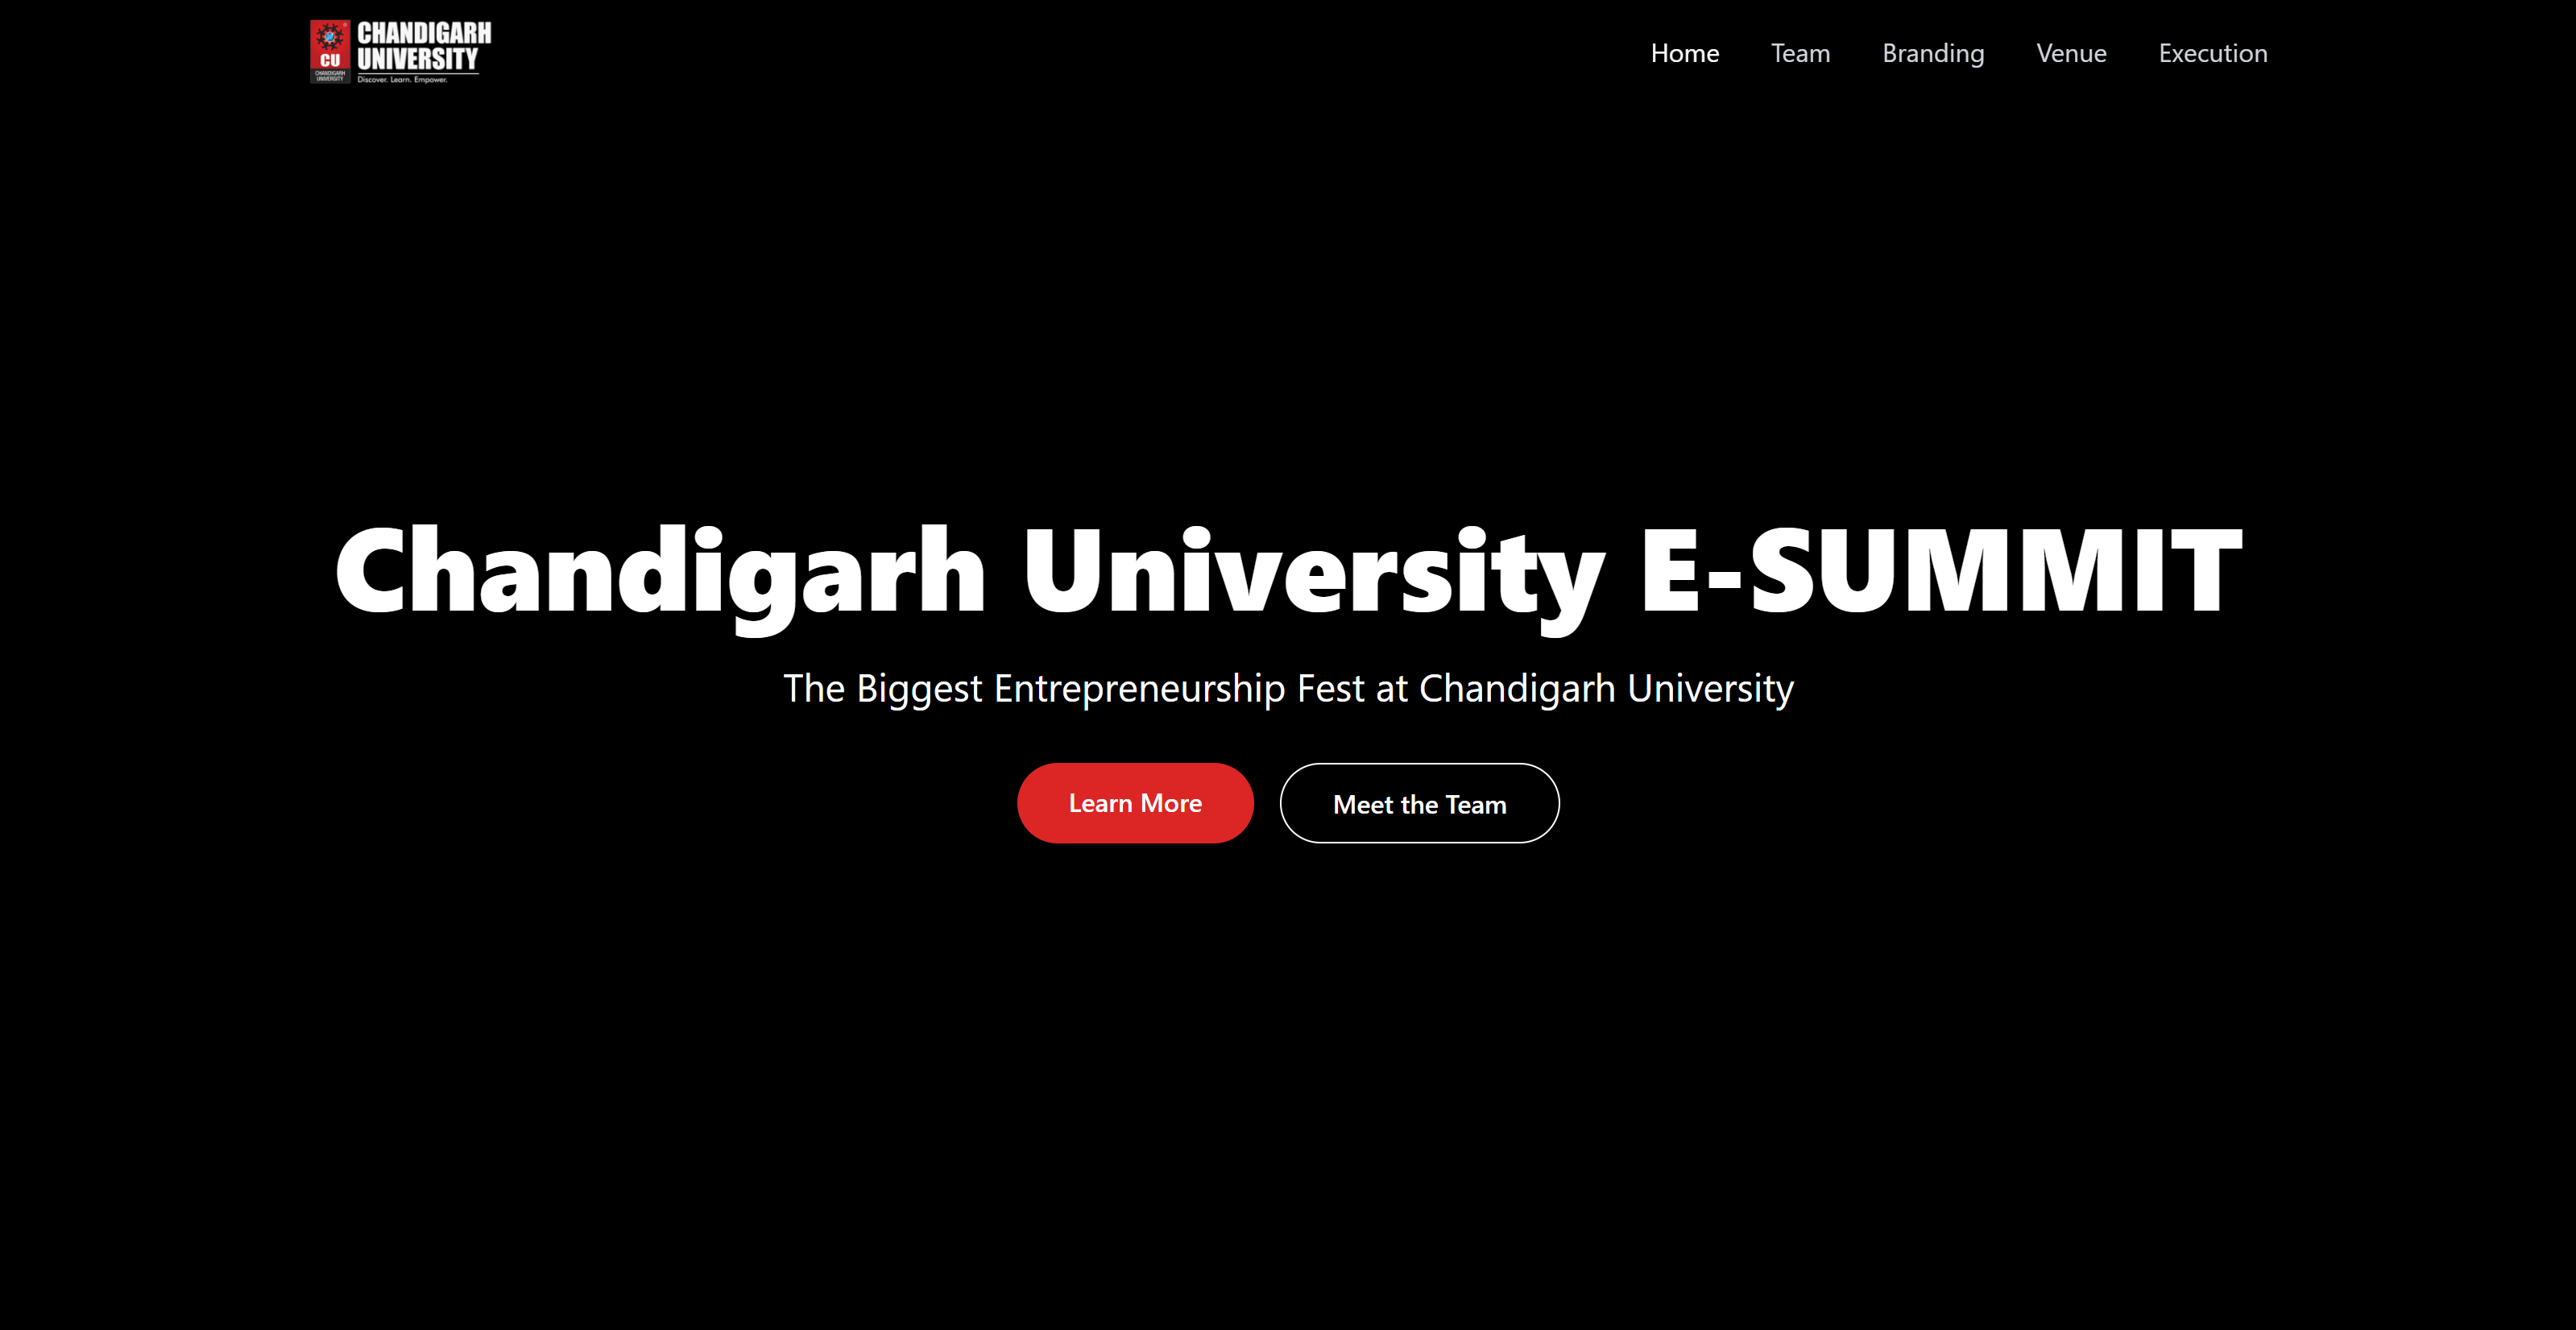 CU
CHANDIGARH
UNIVERSITY
CHANDIGARH
UNIVERSITY
Discover. Learn. Empower.
Home Team Branding Venue Execution
Chandigarh University E-SUMMIT
The Biggest Entrepreneurship Fest at Chandigarh University
Learn More Meet the Team